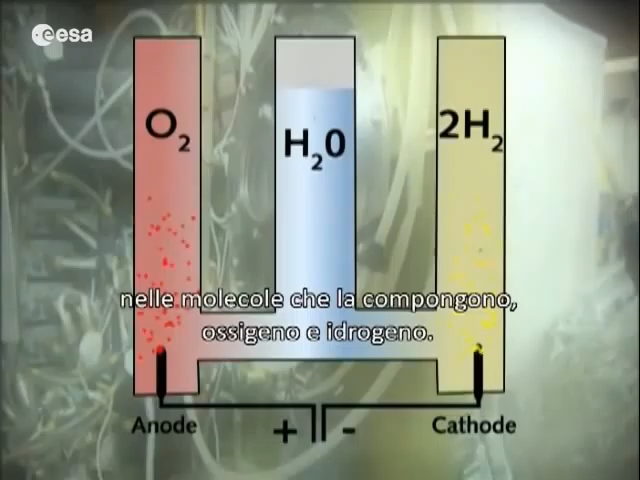 esa
O2
H20
2H2
nelle molecole che la compongono,
ossigeno e idrogeno.
Anode
+
-
Cathode